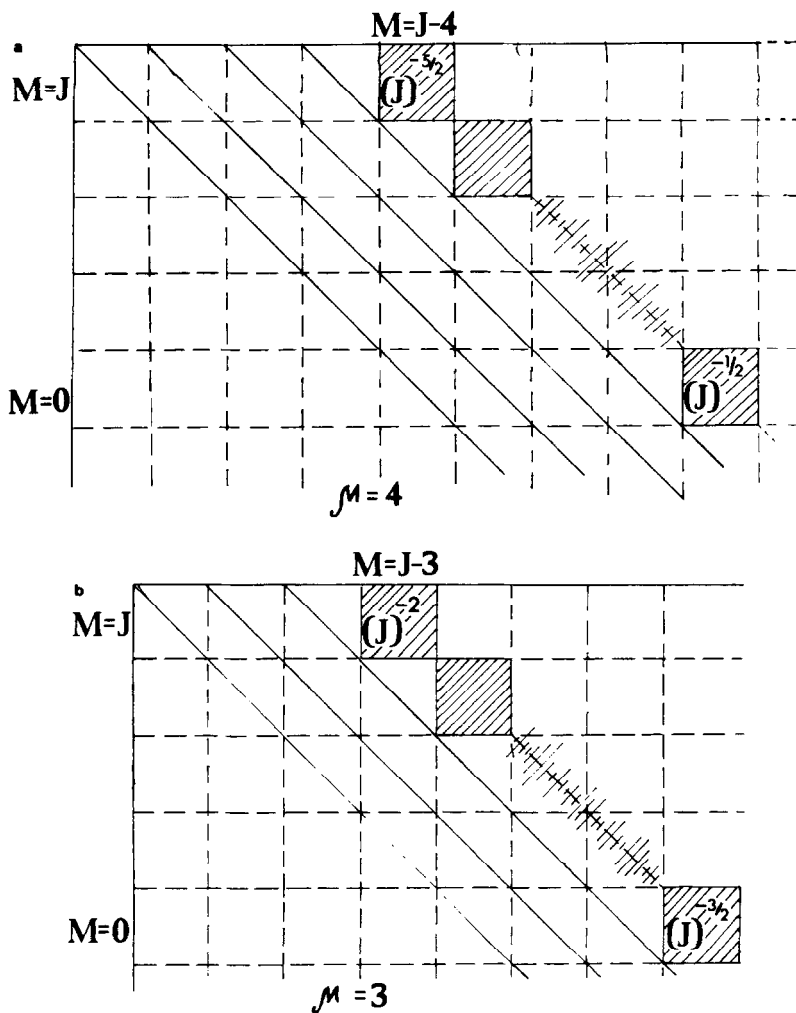 M=J-4
a
M=J
(J)^-5/2
M=0
(J)^-1/2
μ = 4
M=J-3
b
M=J
(J)^-2
M=0
(J)^-3/2
μ = 3